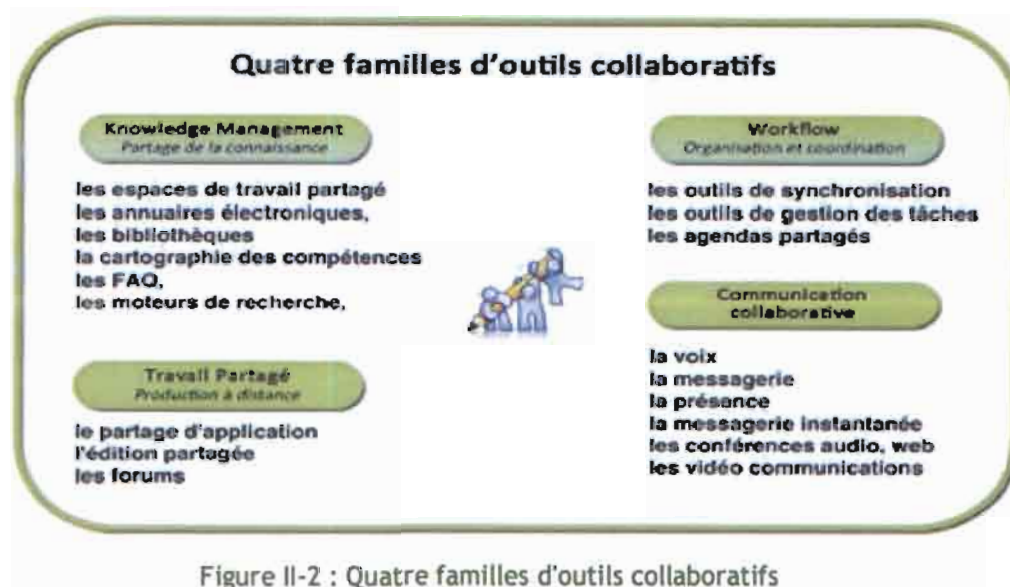 Quatre familles d'outils collaboratifs
Knowledge Management
Partage de la connaissance
les espaces de travail partagé
les annuaires électroniques,
les bibliothèques
la cartographie des compétences
les FAQ,
les moteurs de recherche,
Travail Partagé
Production à distance
le partage d'application
l'édition partagée
les forums
Workflow
Organisation et coordination
les outils de synchronisation
les outils de gestion des tâches
les agendas partagés
Communication
collaborative
la voix
la messagerie
la présance
la messagerie instantanée
les conférences audio, web
les vidéo communications
Figure II-2 : Quatre familles d'outils collaboratifs